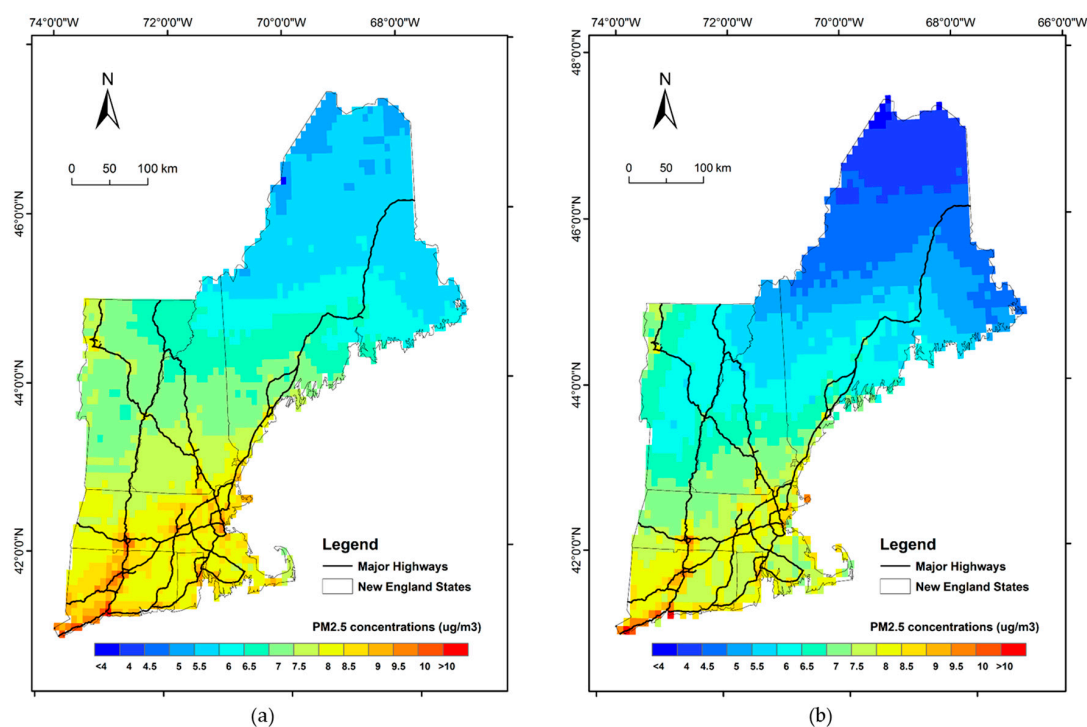 74°0'0"W 72°0'0"W 70°0'0"W 68°0'0"W
74°0'0"W 72°0'0"W 70°0'0"W 68°0'0"W 66°0'0"W
48°0'0"N
N
N
0 50 100 km
0 50 100 km
46°0'0"N
46°0'0"N
44°0'0"N
44°0'0"N
42°0'0"N
42°0'0"N
Legend
Major Highways
New England States
Legend
Major Highways
New England States
PM2.5 concentrations (ug/m3)
<4 4 4.5 5 5.5 6 6.5 7 7.5 8 8.5 9 9.5 10 >10
PM2.5 concentrations (ug/m3)
<4 4 4.5 5 5.5 6 6.5 7 7.5 8 8.5 9 9.5 10 >10
(a)
(b)